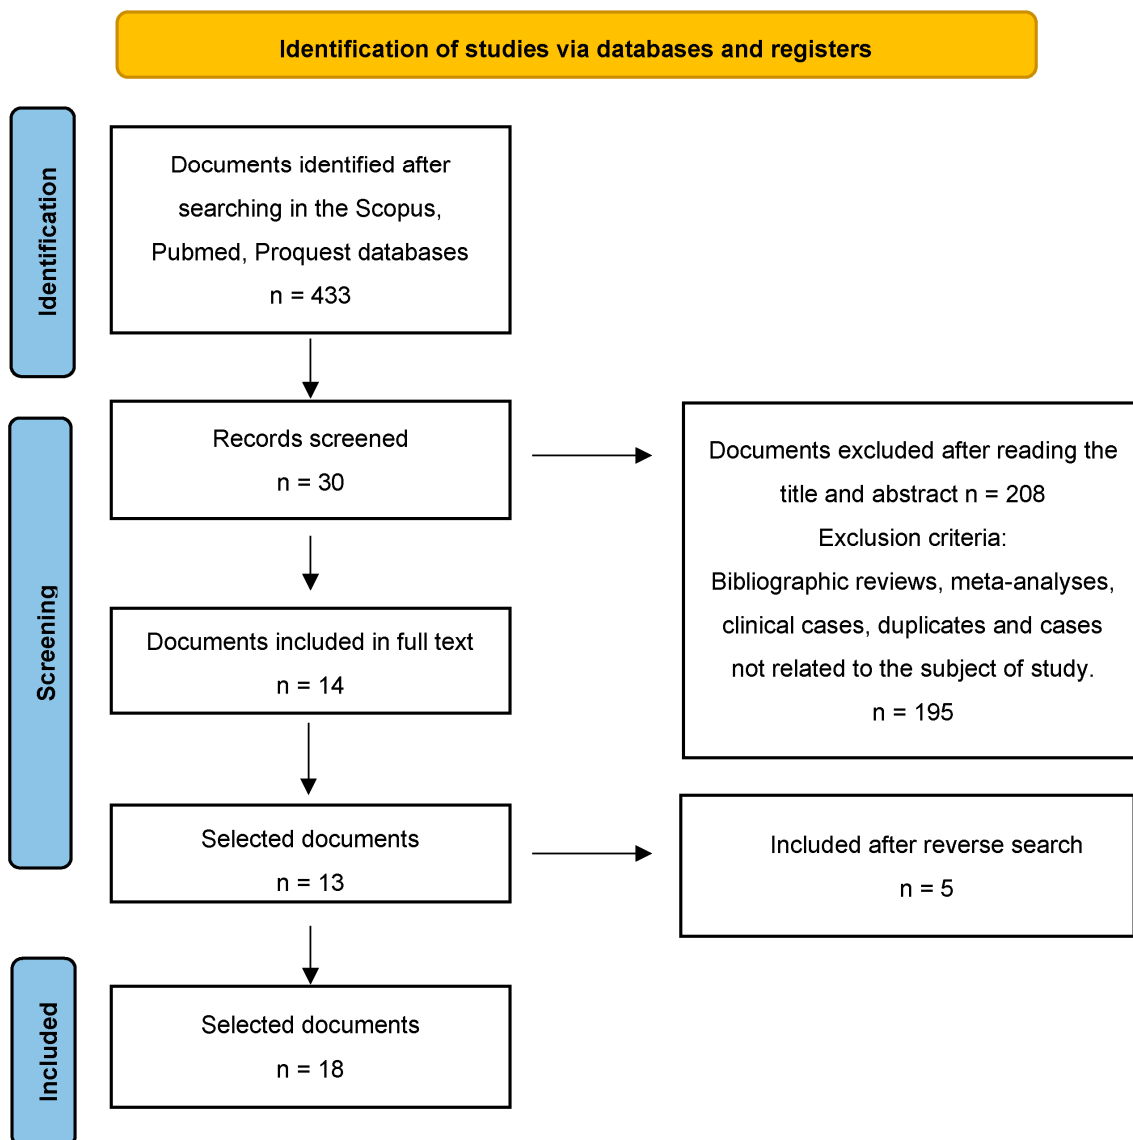 Identification of studies via databases and registers
Identification
Documents identified after
searching in the Scopus,
Pubmed, Proquest databases
n = 433
Screening
Records screened
n = 30
Documents excluded after reading the
title and abstract n = 208
Exclusion criteria:
Bibliographic reviews, meta-analyses,
clinical cases, duplicates and cases
not related to the subject of study.
n = 195
Documents included in full text
n = 14
Selected documents
n = 13
Included after reverse search
n = 5
Included
Selected documents
n = 18